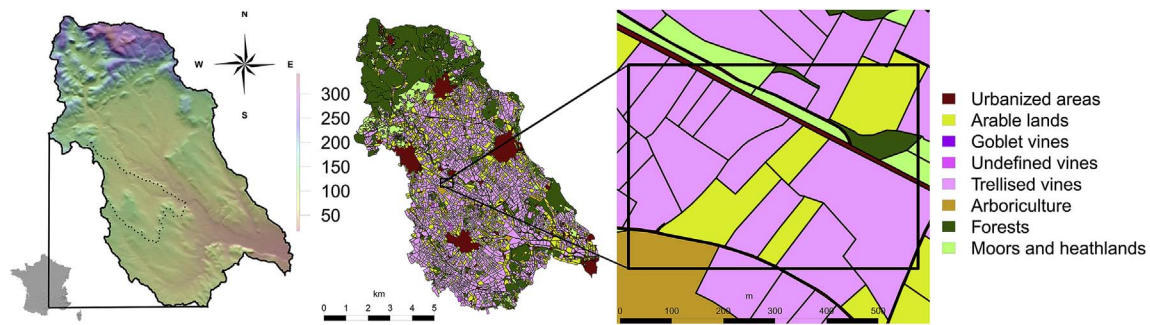 N
W E
S
300
250
200
150
100
50
km
0 1 2 3 4 5
m
0 100 200 300 400 500
Urbanized areas
Arable lands
Goblet vines
Undefined vines
Trellised vines
Arboriculture
Forests
Moors and heathlands